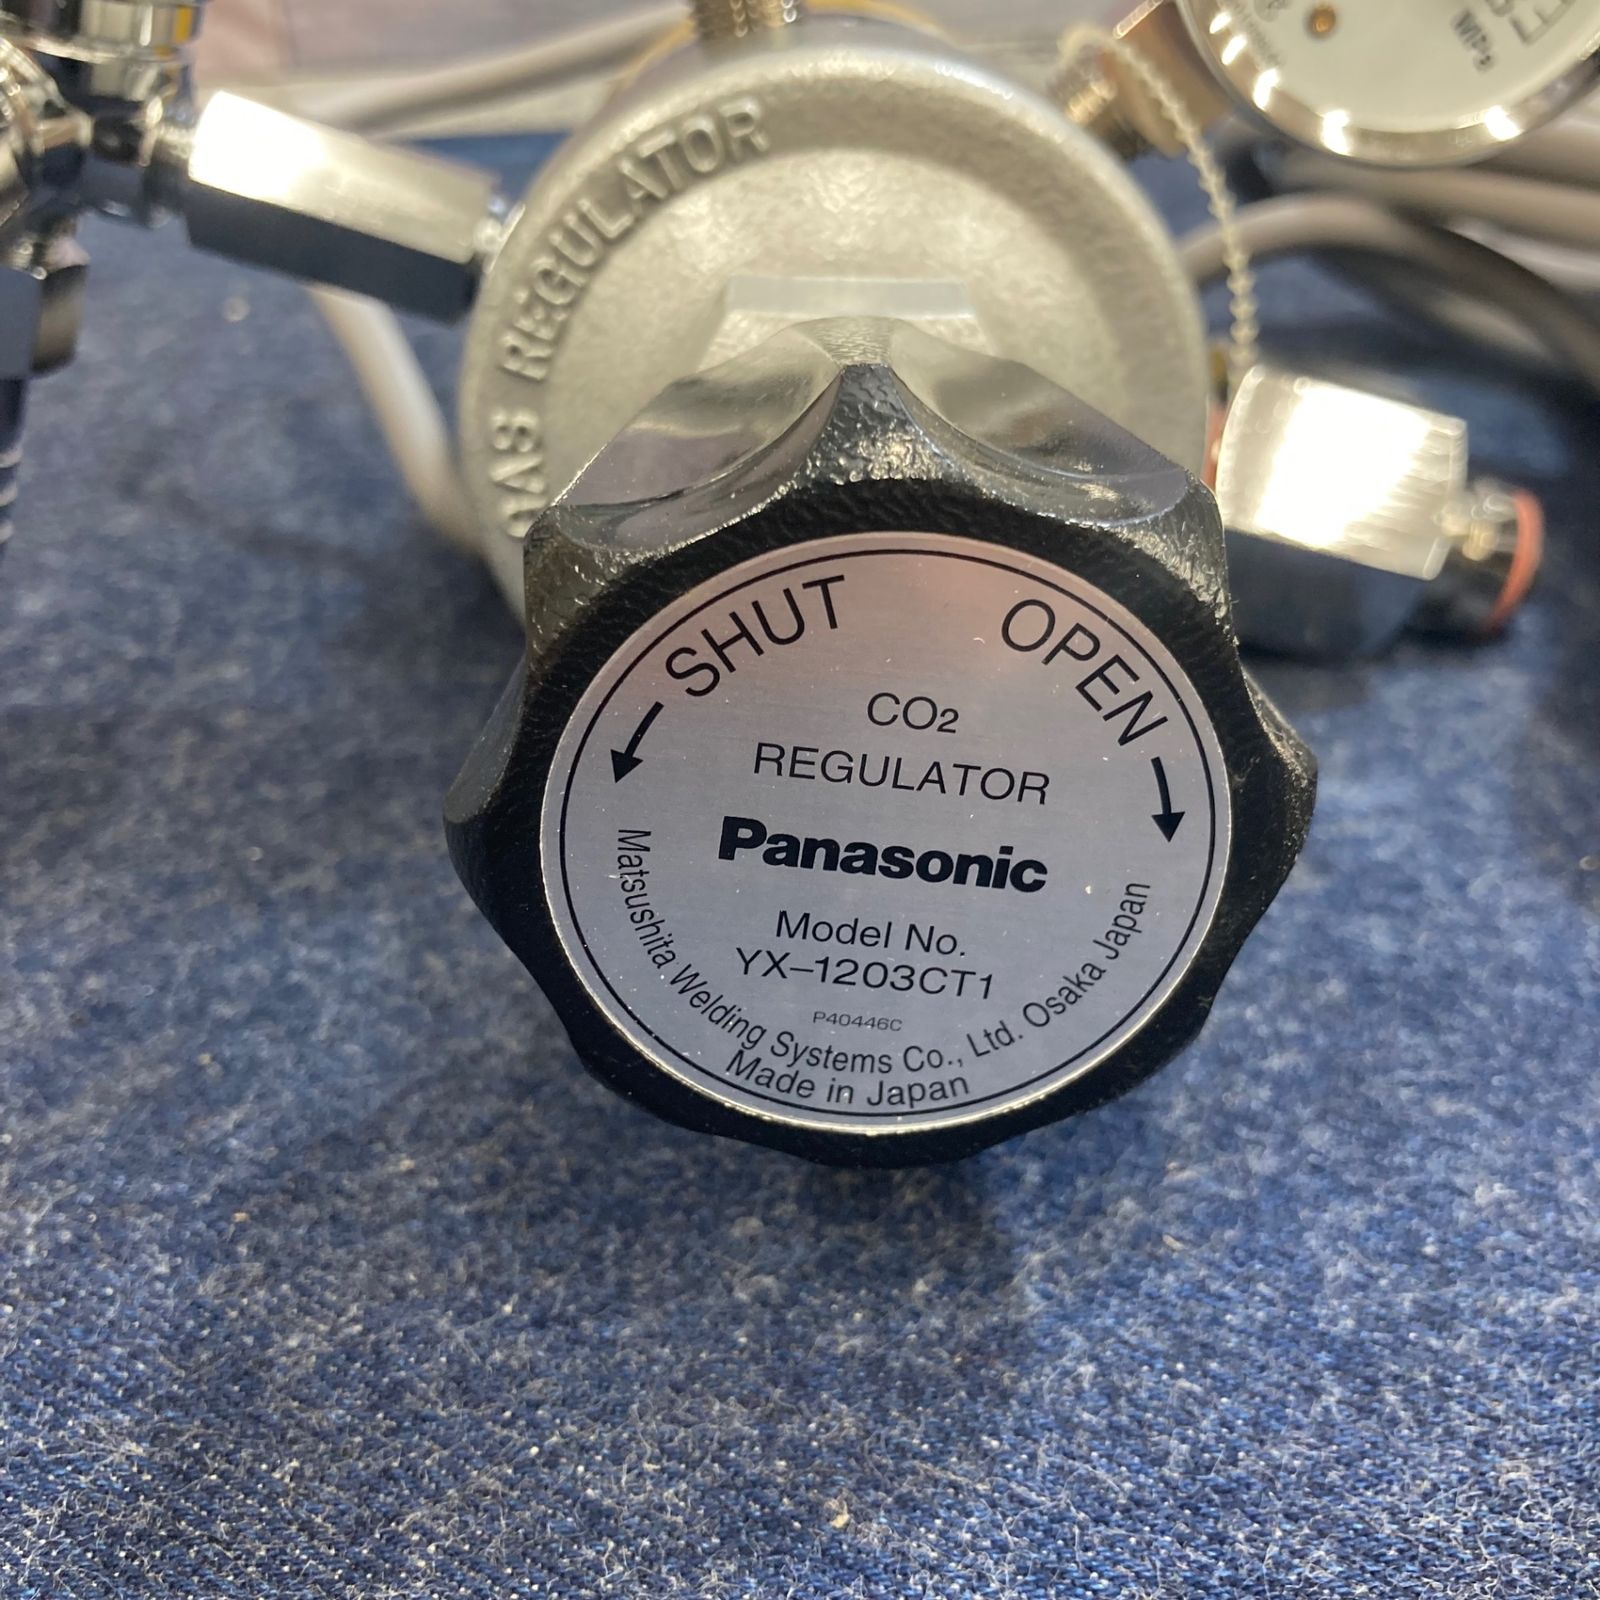 GAS REGULATOR
MPa
SHUT
OPEN
CO2
REGULATOR
Panasonic
Model No.
YX–1203CT1
P40446C
Matsushita Welding Systems Co., Ltd. Osaka Japan
Made in Japan